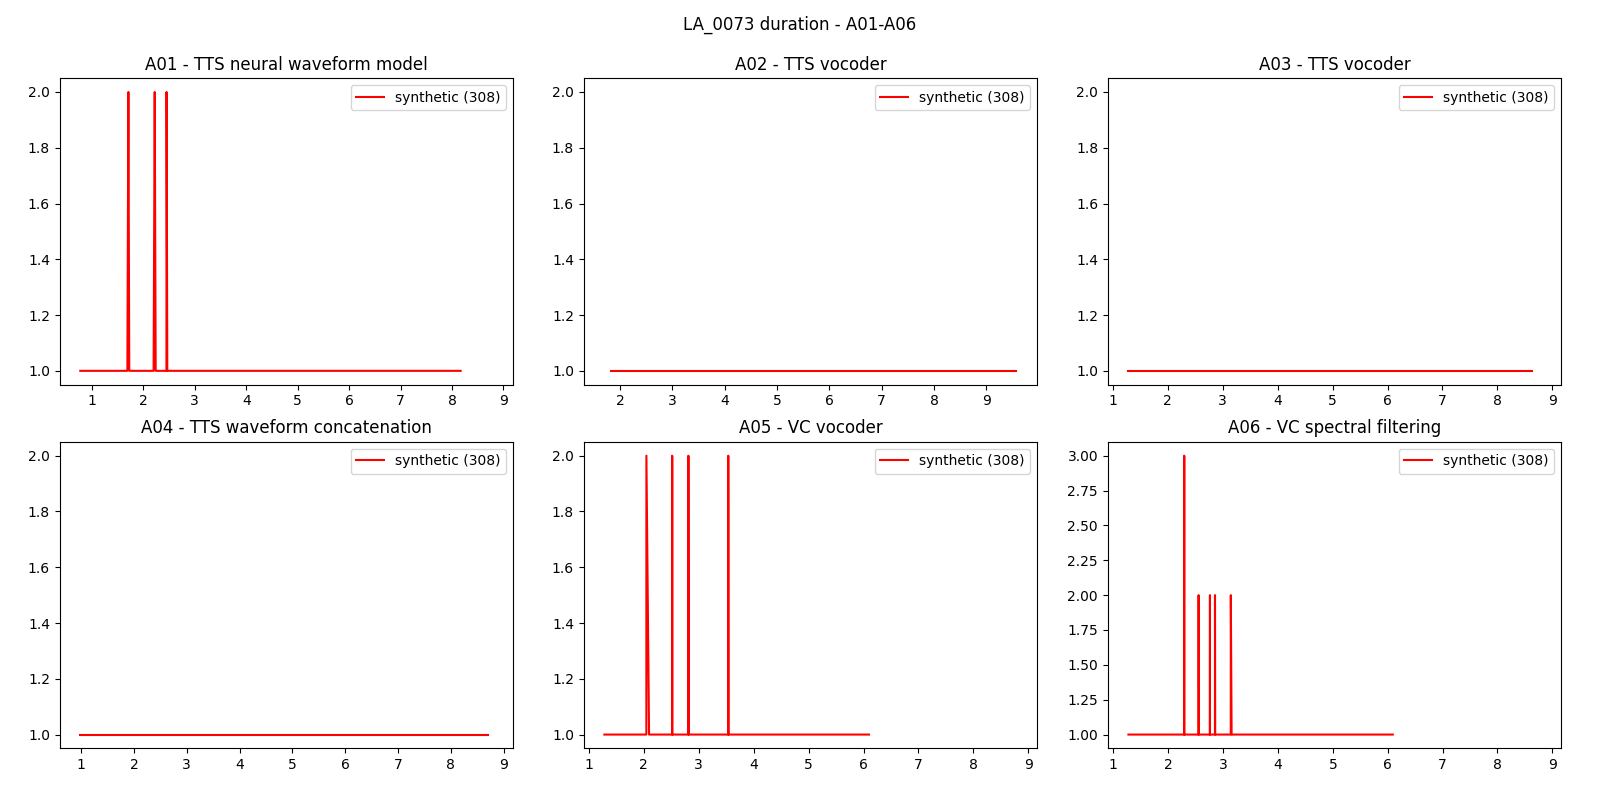 LA_0073 duration - A01-A06
A01 - TTS neural waveform model
synthetic (308)
2.0
1.8
1.6
1.4
1.2
1.0
1 2 3 4 5 6 7 8 9
A02 - TTS vocoder
synthetic (308)
2.0
1.8
1.6
1.4
1.2
1.0
2 3 4 5 6 7 8 9
A03 - TTS vocoder
synthetic (308)
2.0
1.8
1.6
1.4
1.2
1.0
1 2 3 4 5 6 7 8 9
A04 - TTS waveform concatenation
synthetic (308)
2.0
1.8
1.6
1.4
1.2
1.0
1 2 3 4 5 6 7 8 9
A05 - VC vocoder
synthetic (308)
2.0
1.8
1.6
1.4
1.2
1.0
1 2 3 4 5 6 7 8 9
A06 - VC spectral filtering
synthetic (308)
3.00
2.75
2.50
2.25
2.00
1.75
1.50
1.25
1.00
1 2 3 4 5 6 7 8 9